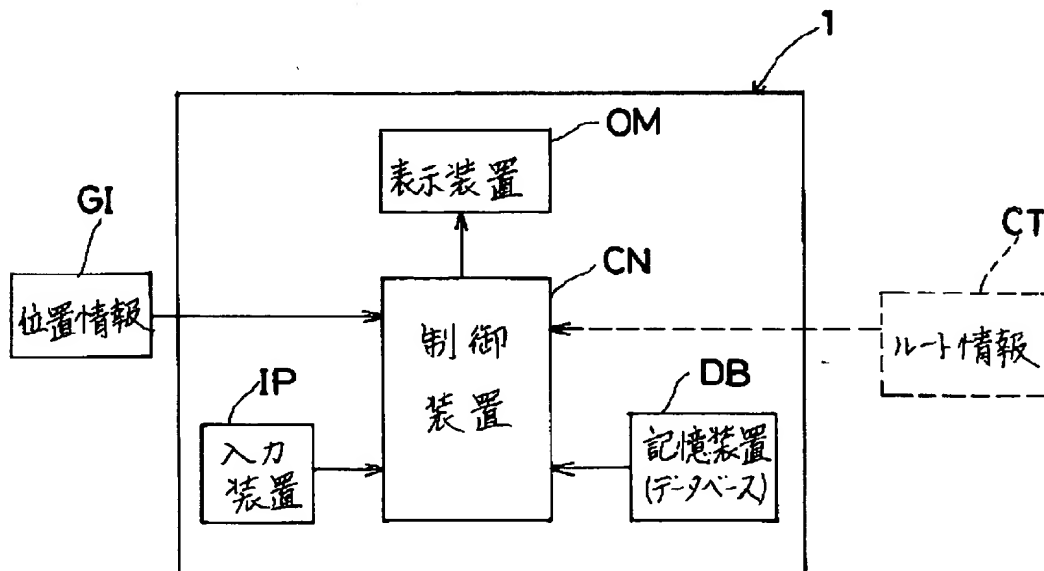 1
OM
表示装置
GI
位置情報
CN
制御
装置
CT
ルート情報
IP
入力
装置
DB
記憶装置
(データベース)